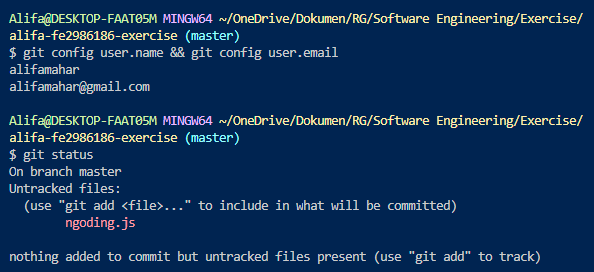 Alifa@DESKTOP-FAAT05M MINGW64 ~/OneDrive/Dokumen/RG/Software Engineering/Exercise/
alifa-fe2986186-exercise (master)
$ git config user.name && git config user.email
alifamahar
alifamahar@gmail.com
Alifa@DESKTOP-FAAT05M MINGW64 ~/OneDrive/Dokumen/RG/Software Engineering/Exercise/
alifa-fe2986186-exercise (master)
$ git status
On branch master
Untracked files:
(use "git add <file>..." to include in what will be committed)
ngoding.js
nothing added to commit but untracked files present (use "git add" to track)